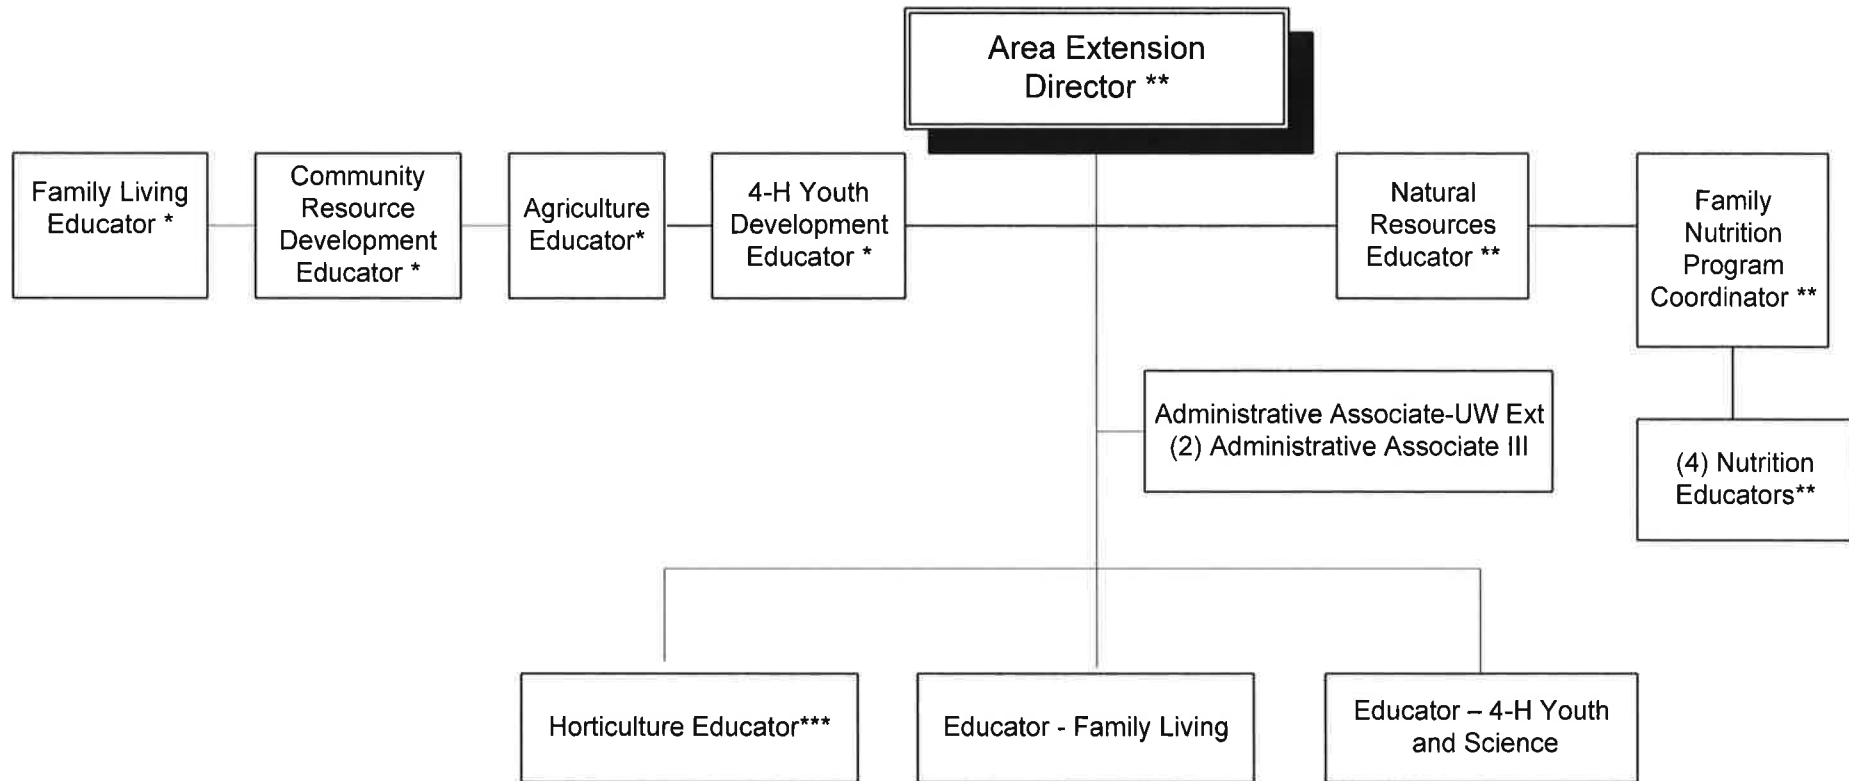 Area Extension
Director **
Family Living
Educator *
Community
Resource
Development
Educator *
Agriculture
Educator*
4-H Youth
Development
Educator *
Natural
Resources
Educator **
Family
Nutrition
Program
Coordinator **
Administrative Associate-UW Ext
(2) Administrative Associate III
(4) Nutrition
Educators**
Horticulture Educator***
Educator - Family Living
Educator – 4-H Youth
and Science